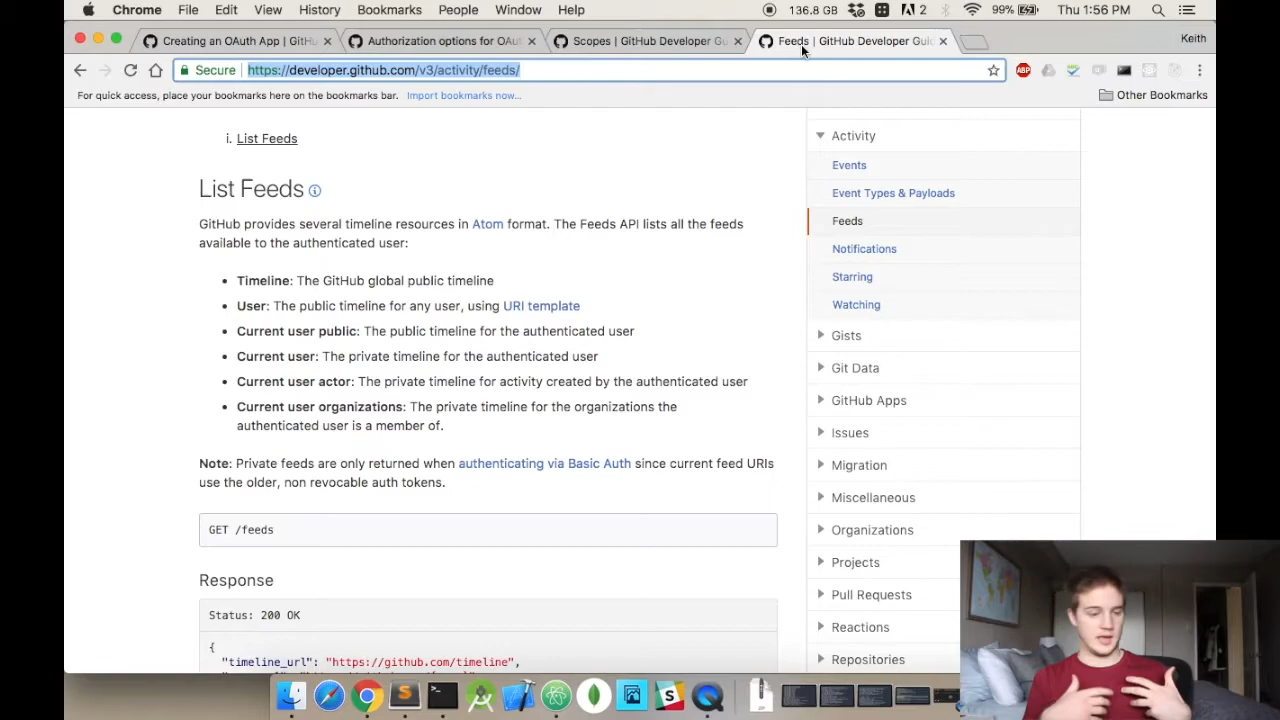 Chrome File Edit View History Bookmarks People Window Help 136.8 GB 2 99% Thu 1:56 PM
Creating an OAuth App | GitHu
Authorization options for OAut
Scopes | GitHub Developer Gu
Feeds | GitHub Developer Guid
Keith
Secure https://developer.github.com/v3/activity/feeds/ ABP
For quick access, place your bookmarks here on the bookmarks bar. Import bookmarks now... Other Bookmarks
i. List Feeds
List Feeds
GitHub provides several timeline resources in Atom format. The Feeds API lists all the feeds
available to the authenticated user:
• Timeline: The GitHub global public timeline
• User: The public timeline for any user, using URI template
• Current user public: The public timeline for the authenticated user
• Current user: The private timeline for the authenticated user
• Current user actor: The private timeline for activity created by the authenticated user
• Current user organizations: The private timeline for the organizations the
authenticated user is a member of.
Note: Private feeds are only returned when authenticating via Basic Auth since current feed URIs
use the older, non revocable auth tokens.
GET /feeds
Response
Status: 200 OK
{
"timeline_url": "https://github.com/timeline",
Activity
Events
Event Types & Payloads
Feeds
Notifications
Starring
Watching
Gists
Git Data
GitHub Apps
Issues
Migration
Miscellaneous
Organizations
Projects
Pull Requests
Reactions
Repositories